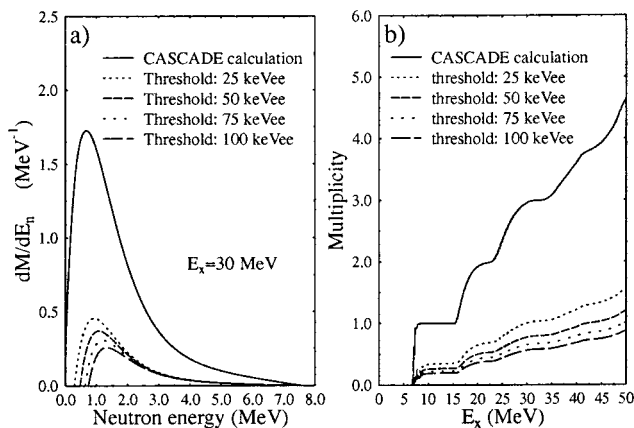 a)
CASCADE calculation
Threshold: 25 keVee
Threshold: 50 keVee
Threshold: 75 keVee
Threshold: 100 keVee
E_x=30 MeV
dM/dE_n (MeV^-1)
2.5
2.0
1.5
1.0
0.5
0.0
0.0 1.0 2.0 3.0 4.0 5.0 6.0 7.0 8.0
Neutron energy (MeV)
b)
CASCADE calculation
threshold: 25 keVee
threshold: 50 keVee
threshold: 75 keVee
threshold: 100 keVee
Multiplicity
6.0
5.0
4.0
3.0
2.0
1.0
0.0
0 5 10 15 20 25 30 35 40 45 50
E_x (MeV)